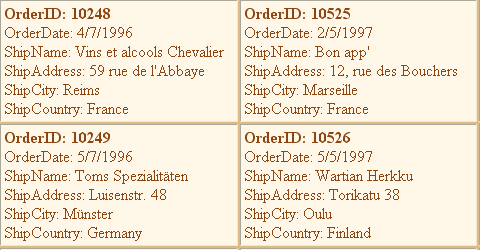 OrderID: 10248
OrderDate: 4/7/1996
ShipName: Vins et alcools Chevalier
ShipAddress: 59 rue de l'Abbaye
ShipCity: Reims
ShipCountry: France
OrderID: 10525
OrderDate: 2/5/1997
ShipName: Bon app'
ShipAddress: 12, rue des Bouchers
ShipCity: Marseille
ShipCountry: France
OrderID: 10249
OrderDate: 5/7/1996
ShipName: Toms Spezialitäten
ShipAddress: Luisenstr. 48
ShipCity: Münster
ShipCountry: Germany
OrderID: 10526
OrderDate: 5/5/1997
ShipName: Wartian Herkku
ShipAddress: Torikatu 38
ShipCity: Oulu
ShipCountry: Finland